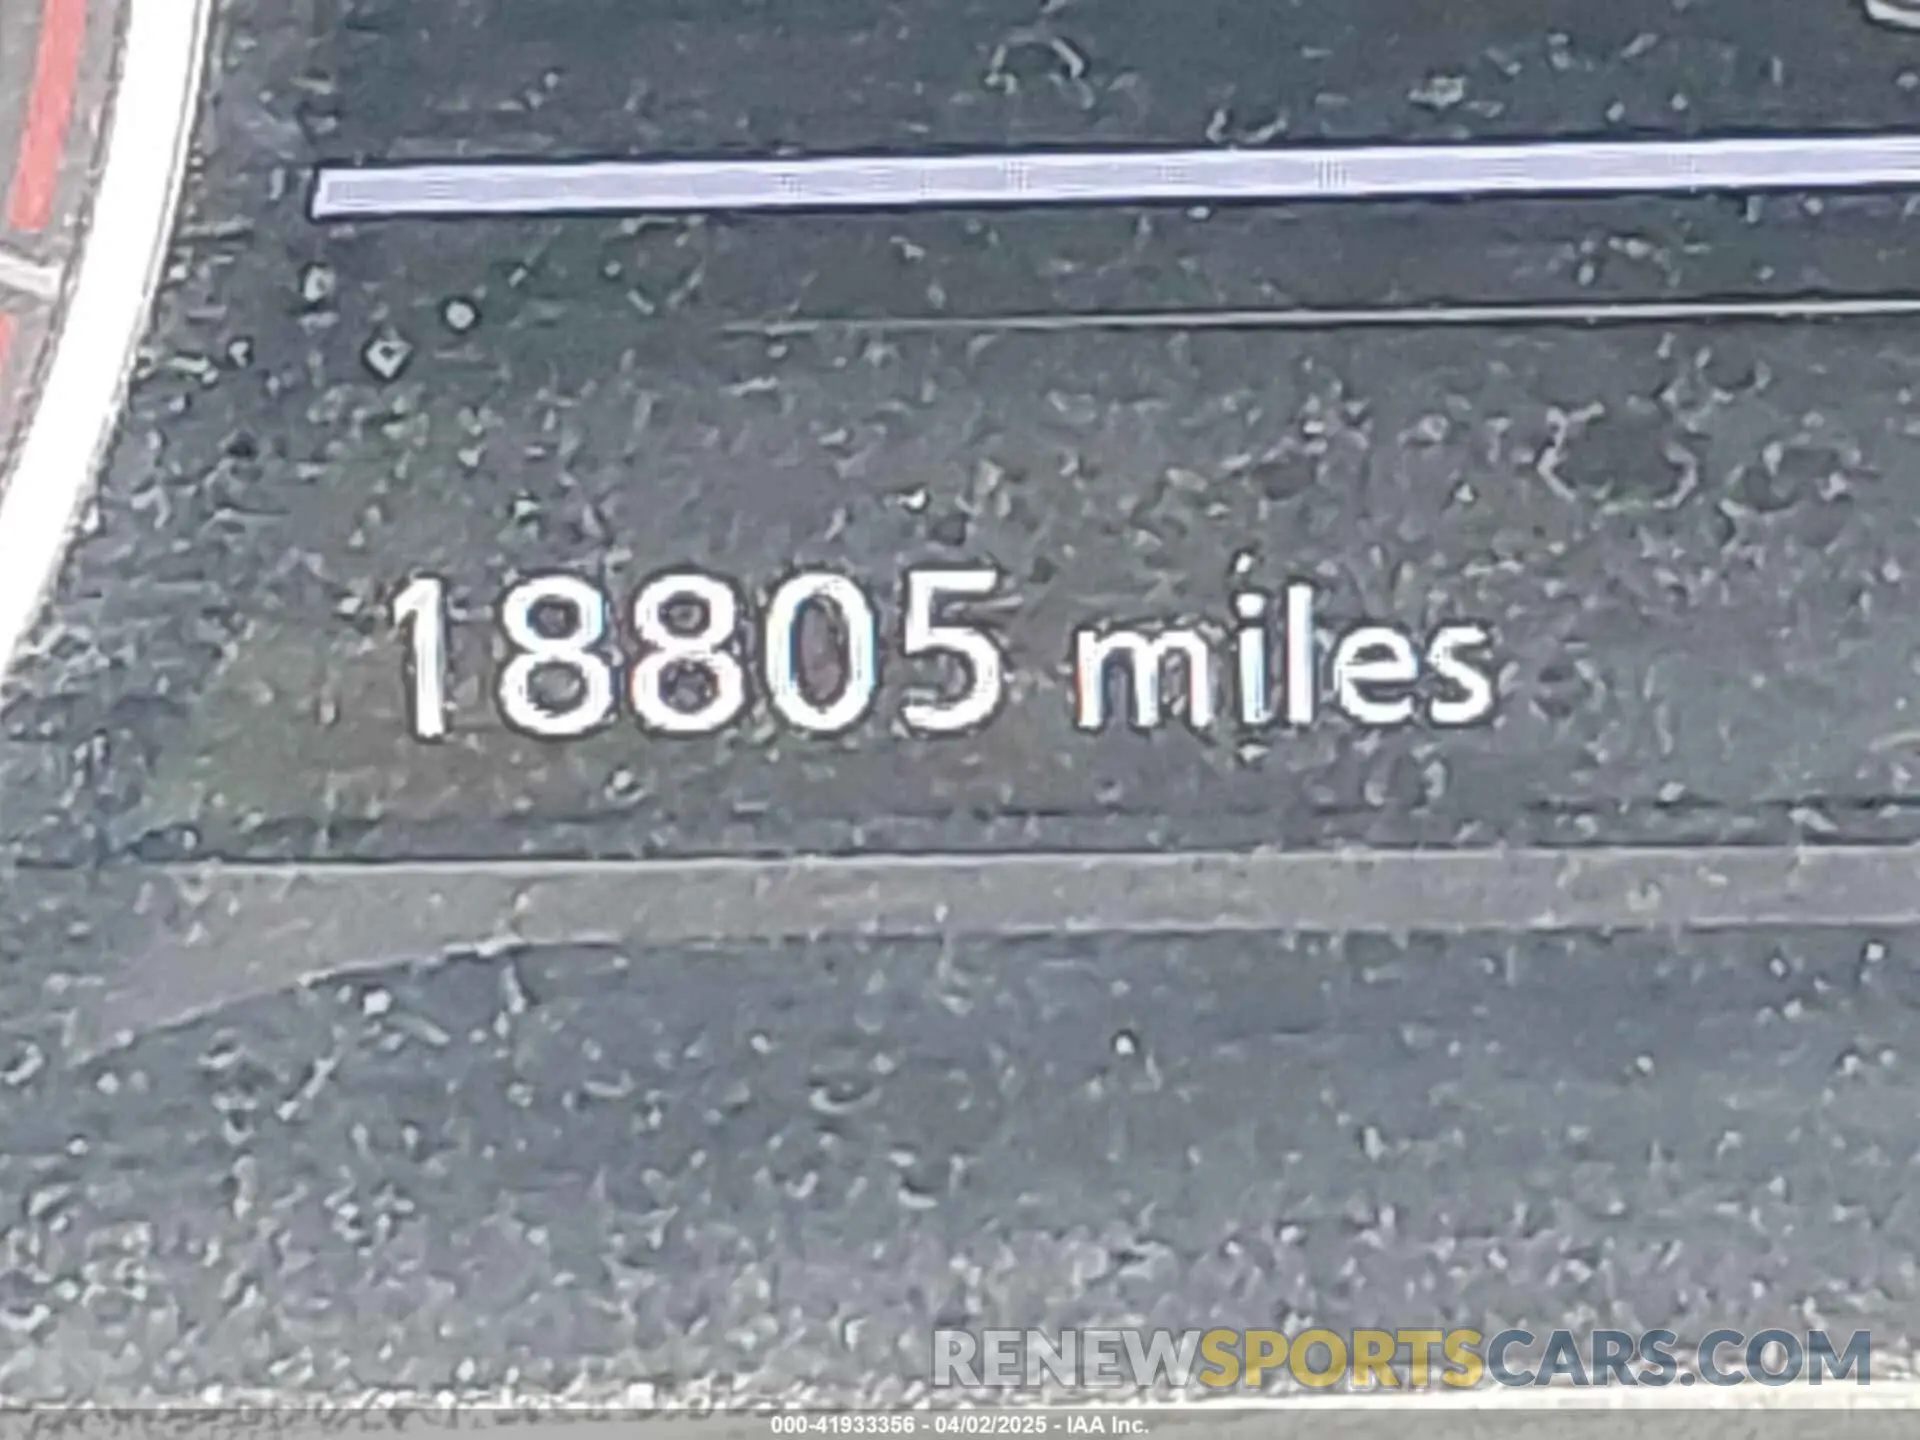 18805 miles
RENEWSPORTSCARS.COM
000-41933356 - 04/02/2025 - IAA Inc.